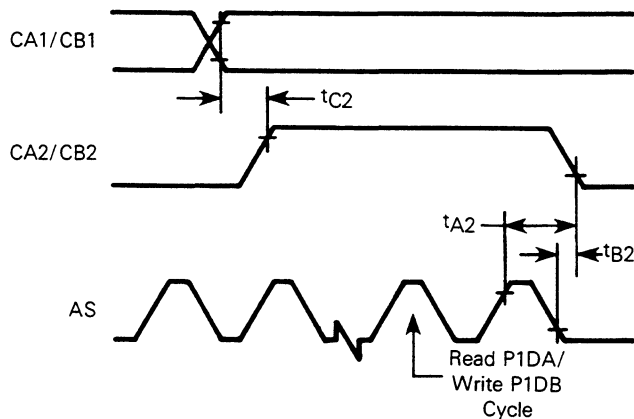 CA1/CB1
tC2
CA2/CB2
tA2
tB2
AS
Read P1DA/
Write P1DB
Cycle